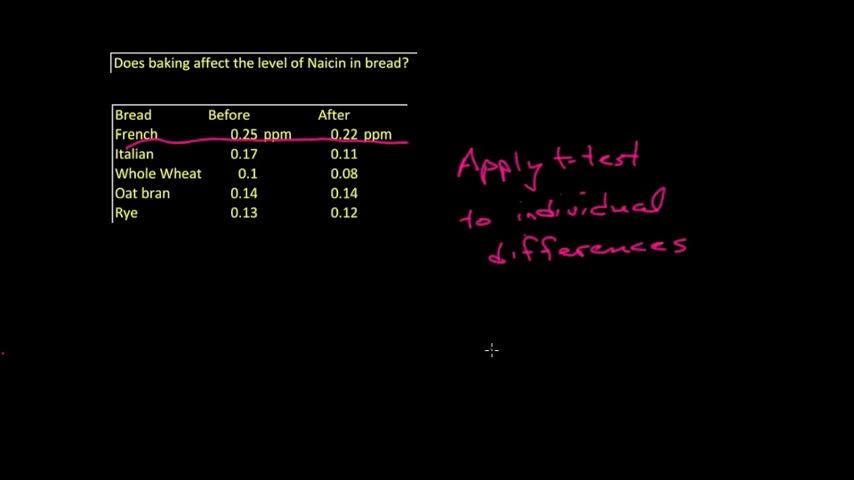 Does baking affect the level of Naicin in bread?
Bread Before After
French 0.25 ppm 0.22 ppm
Italian 0.17 0.11
Whole Wheat 0.1 0.08
Oat bran 0.14 0.14
Rye 0.13 0.12
Apply t-test
to individual
differences